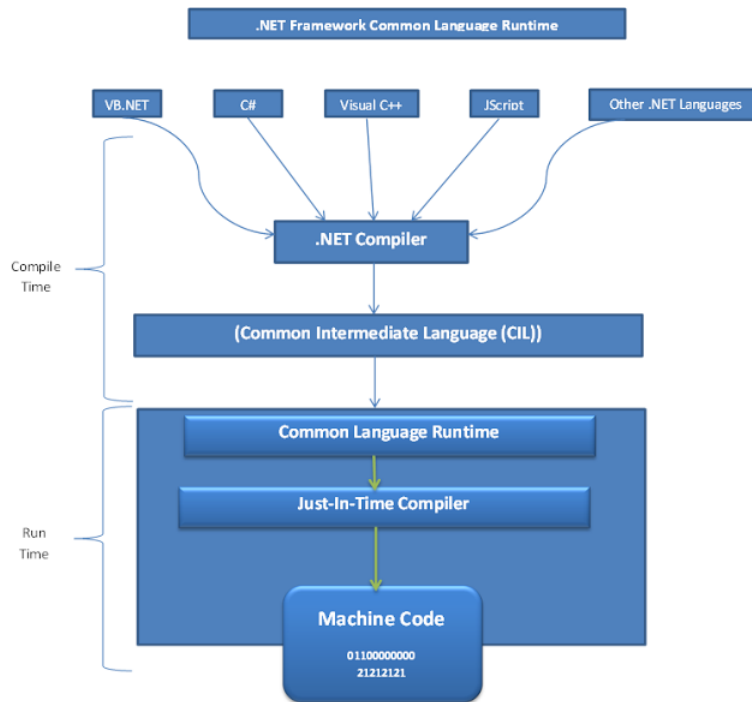 .NET Framework Common Language Runtime
VB.NET
C#
Visual C++
JScript
Other .NET Languages
.NET Compiler
Compile
Time
(Common Intermediate Language (CIL))
Common Language Runtime
Just-In-Time Compiler
Run
Time
Machine Code
01100000000
21212121